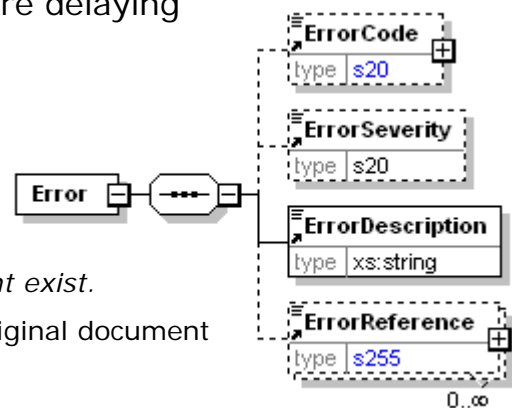 re delaying
ErrorCode
type s20
ErrorSeverity
type s20
Error
ErrorDescription
type xs:string
nt exist.
iginal document
ErrorReference
type s255
0..∞